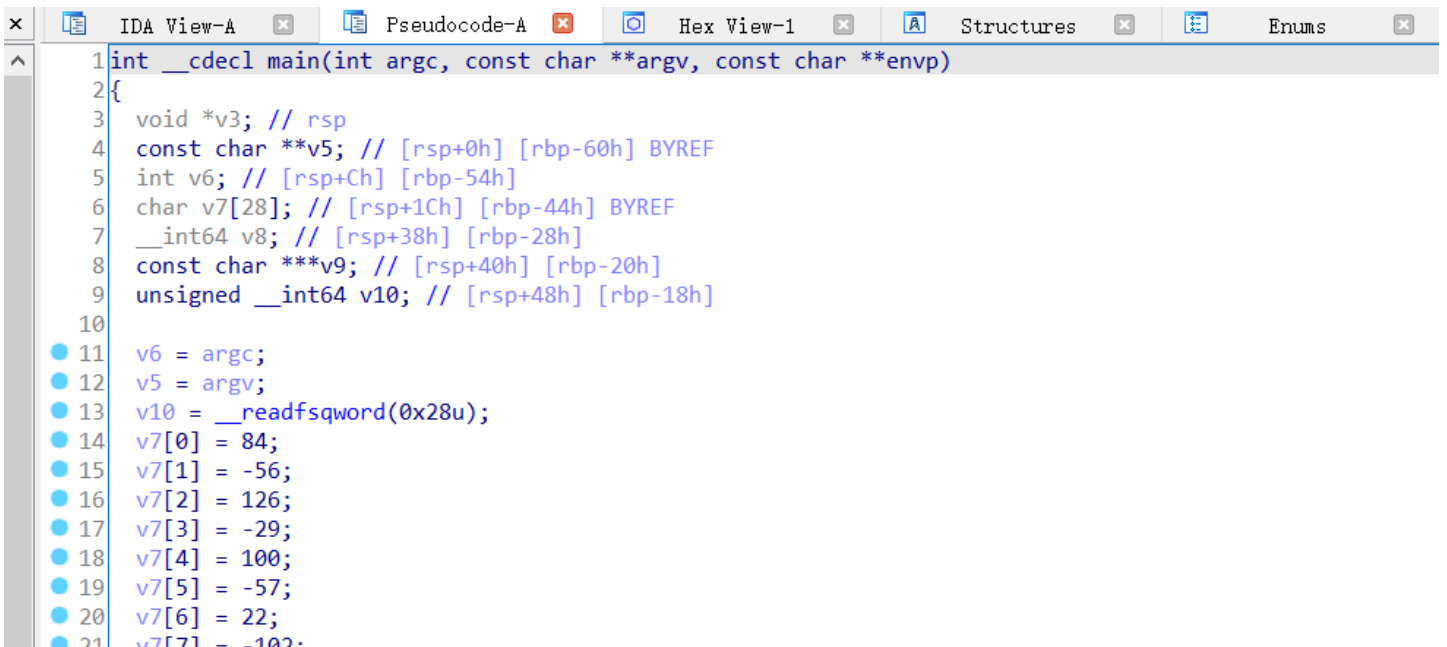 IDA View-A Pseudocode-A Hex View-1 Structures Enums
1 int __cdecl main(int argc, const char **argv, const char **envp)
2 {
3 void *v3; // rsp
4 const char **v5; // [rsp+0h] [rbp-60h] BYREF
5 int v6; // [rsp+Ch] [rbp-54h]
6 char v7[28]; // [rsp+1Ch] [rbp-44h] BYREF
7 __int64 v8; // [rsp+38h] [rbp-28h]
8 const char ***v9; // [rsp+40h] [rbp-20h]
9 unsigned __int64 v10; // [rsp+48h] [rbp-18h]
10
11 v6 = argc;
12 v5 = argv;
13 v10 = __readfsqword(0x28u);
14 v7[0] = 84;
15 v7[1] = -56;
16 v7[2] = 126;
17 v7[3] = -29;
18 v7[4] = 100;
19 v7[5] = -57;
20 v7[6] = 22;
21 v7[7] = -102;